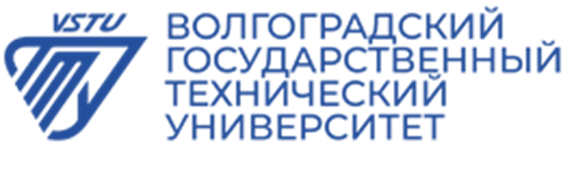 VSTU
ВОЛГОГРАДСКИЙ
ГОСУДАРСТВЕННЫЙ
ТЕХНИЧЕСКИЙ
УНИВЕРСИТЕТ